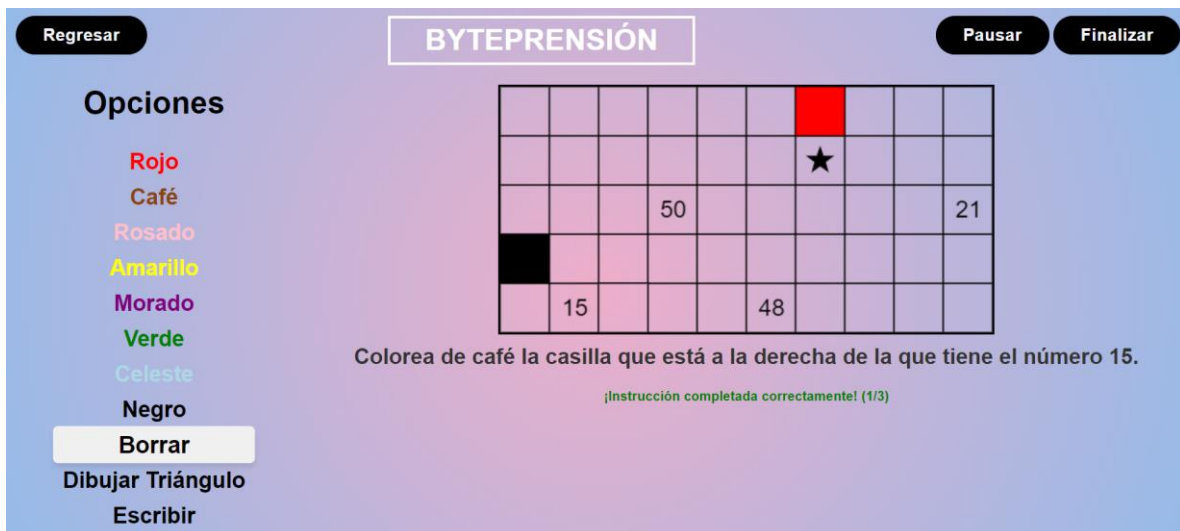 Regresar
BYTEPRENSIÓN
Pausar
Finalizar
Opciones
Rojo
Café
Rosado
Amarillo
Morado
Verde
Celeste
Negro
Borrar
Dibujar Triángulo
Escribir
★
50 21
15 48
Colorea de café la casilla que está a la derecha de la que tiene el número 15.
¡Instrucción completada correctamente! (1/3)